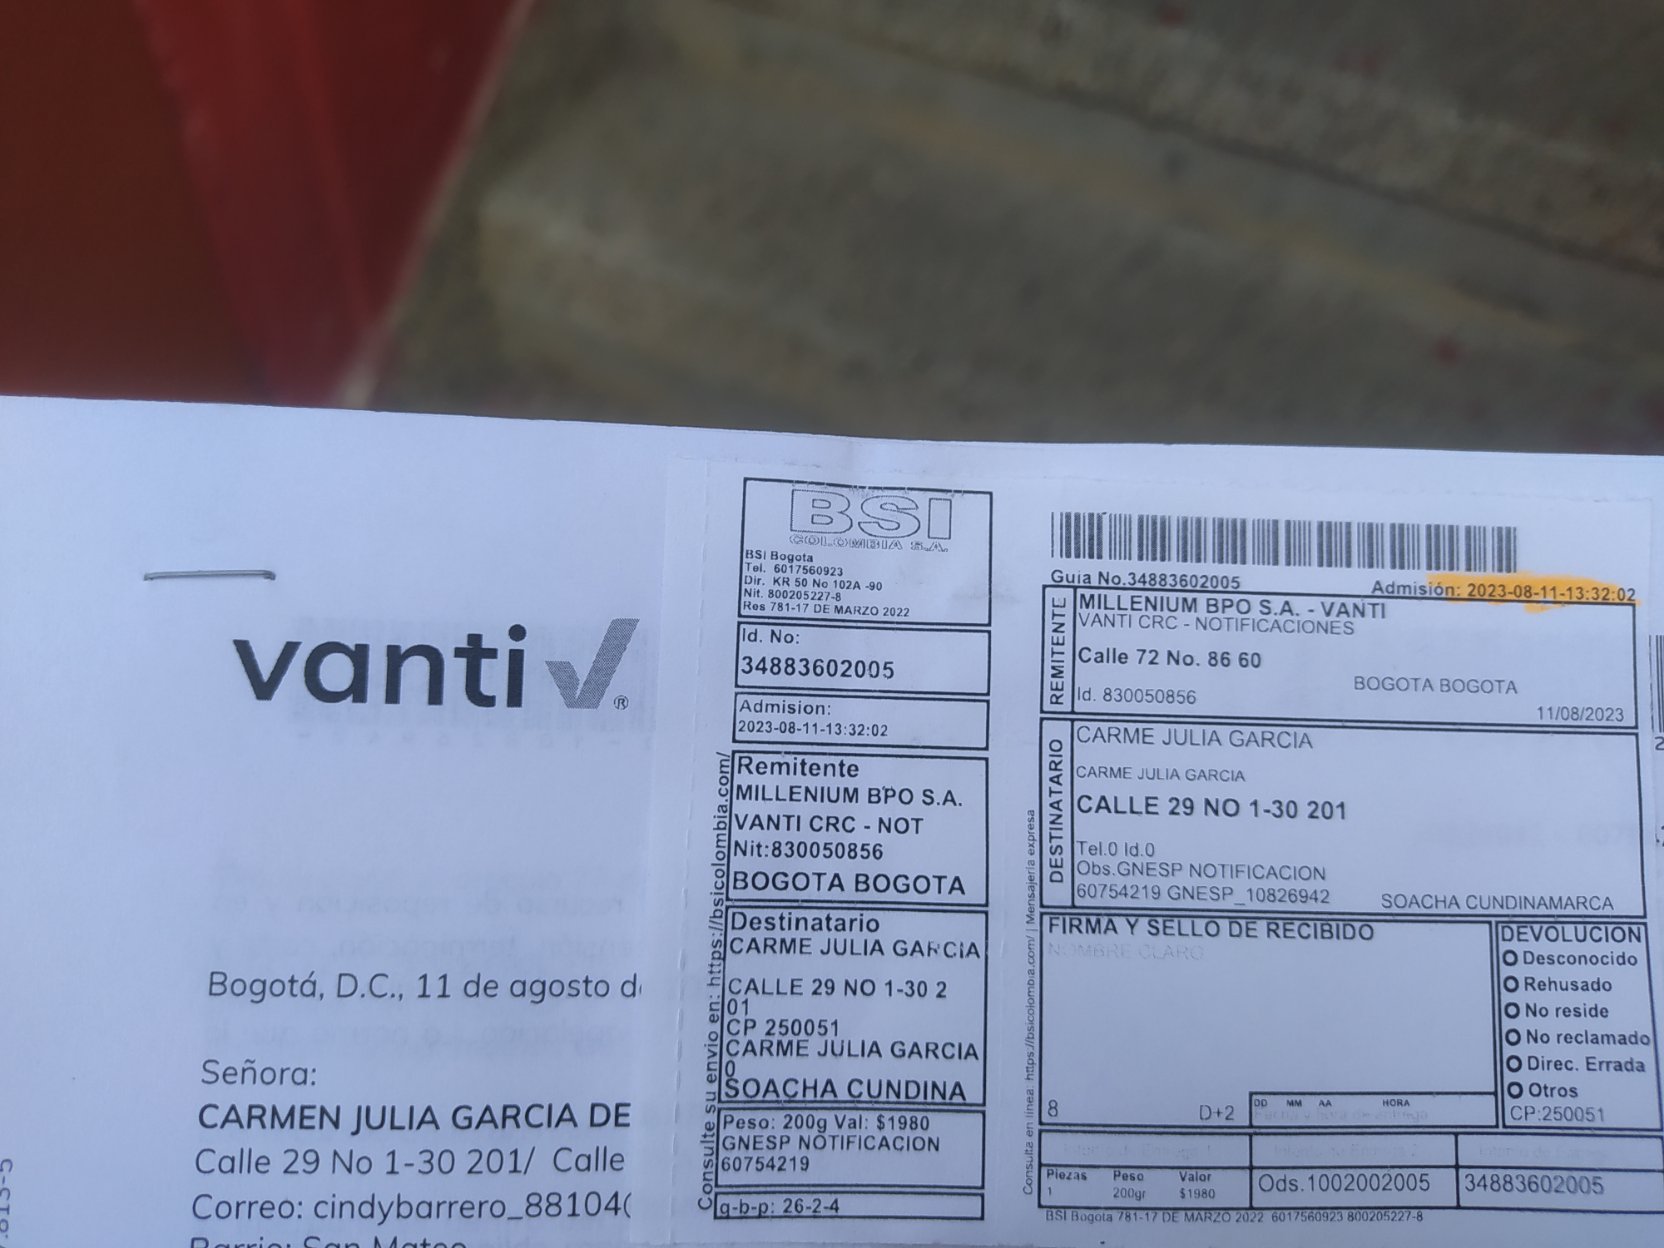 vanti
®
Bogotá, D.C., 11 de agosto
Señora:
CARMEN JULIA GARCIA DE
Calle 29 No 1-30 201/ Calle
Correo: cindybarrero_88104
Barrio: San Mateo
BSI
COLOMBIA S.A.
BSI Bogota
Tel. 6017560923
Dir. KR 50 No 102A -90
Nit. 800205227-8
Res 781-17 DE MARZO 2022
Id. No:
34883602005
Admision:
2023-08-11-13:32:02
Remitente
MILLENIUM BPO S.A.
VANTI CRC - NOT
Nit:830050856
BOGOTA BOGOTA
Destinatario
CARME JULIA GARCIA
CALLE 29 NO 1-30 2
01
CP 250051
CARME JULIA GARCIA
0
SOACHA CUNDINA
Peso: 200g Val: $1980
GNESP NOTIFICACION
60754219
g-b-p: 26-2-4
Consulte su envio en: https://bsicolombia.com/
Guia No.34883602005
Admisión: 2023-08-11-13:32:02
REMITENTE
MILLENIUM BPO S.A. - VANTI
VANTI CRC - NOTIFICACIONES
Calle 72 No. 86 60
BOGOTA BOGOTA
Id. 830050856
11/08/2023
DESTINATARIO
CARME JULIA GARCIA
CARME JULIA GARCIA
CALLE 29 NO 1-30 201
Tel.0 Id.0
Obs.GNESP NOTIFICACION
60754219 GNESP_10826942
SOACHA CUNDINAMARCA
FIRMA Y SELLO DE RECIBIDO
NOMBRE CLARO
8
D+2
DD MM AA HORA
Fecha y hora de entrega
DEVOLUCION
Desconocido
Rehusado
No reside
No reclamado
Direc. Errada
Otros
CP:250051
Piezas Peso Valor
1 200gr $1980
Ods.1002002005
34883602005
BSI Bogota 781-17 DE MARZO 2022 6017560923 800205227-8
Consulta en línea: https://bsicolombia.com/ | Mensajería expresa